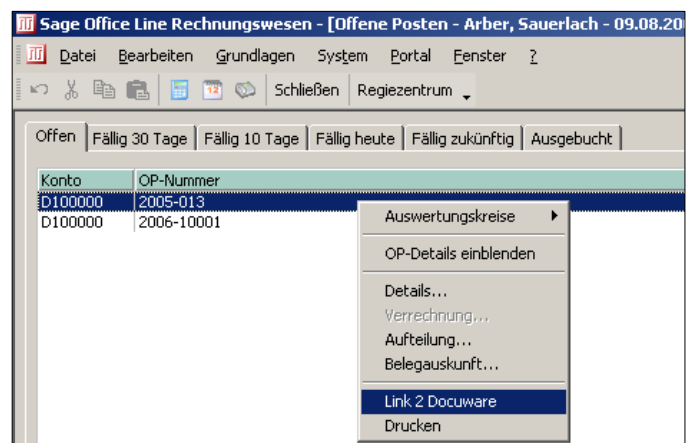 Sage Office Line Rechnungswesen - [Offene Posten - Arber, Sauerlach - 09.08.20
Datei Bearbeiten Grundlagen System Portal Fenster ?
Schließen Regiezentrum
Offen Fällig 30 Tage Fällig 10 Tage Fällig heute Fällig zukünftig Ausgebucht
Konto OP-Nummer
D100000 2005-013
D100000 2006-10001
Auswertungskreise
OP-Details einblenden
Details...
Verrechnung...
Aufteilung...
Belegauskunft...
Link 2 Docuware
Drucken